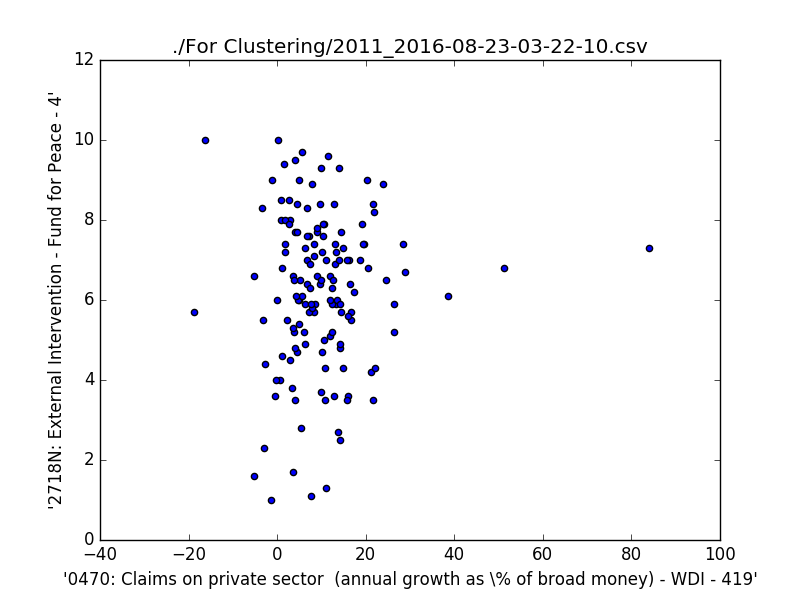 ./For Clustering/2011_2016-08-23-03-22-10.csv
12
10
8
6
4
2
0
'2718N: External Intervention - Fund for Peace - 4'
−40 −20 0 20 40 60 80 100
'0470: Claims on private sector  (annual growth as \% of broad money) - WDI - 419'